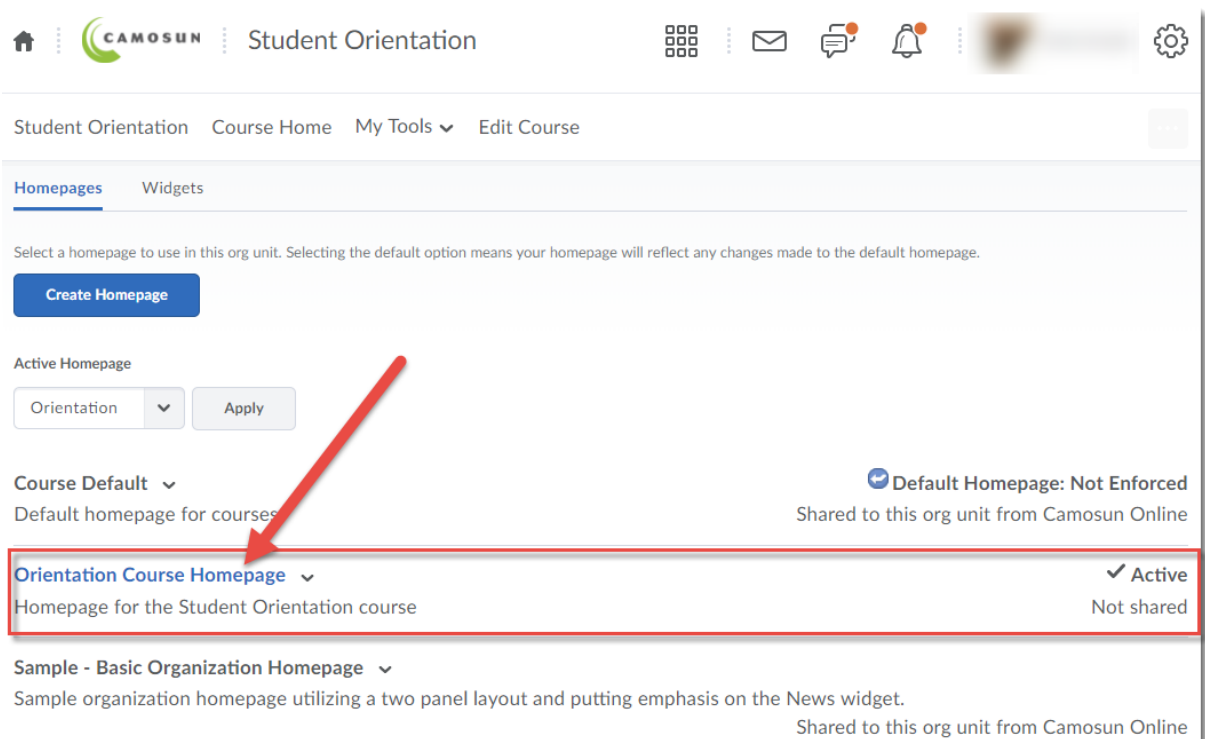 CAMOSUN Student Orientation
Student Orientation Course Home My Tools Edit Course
Homepages Widgets
Select a homepage to use in this org unit. Selecting the default option means your homepage will reflect any changes made to the default homepage.
Create Homepage
Active Homepage
Orientation Apply
Course Default Default Homepage: Not Enforced
Default homepage for courses Shared to this org unit from Camosun Online
Orientation Course Homepage Active
Homepage for the Student Orientation course Not shared
Sample - Basic Organization Homepage
Sample organization homepage utilizing a two panel layout and putting emphasis on the News widget.
Shared to this org unit from Camosun Online